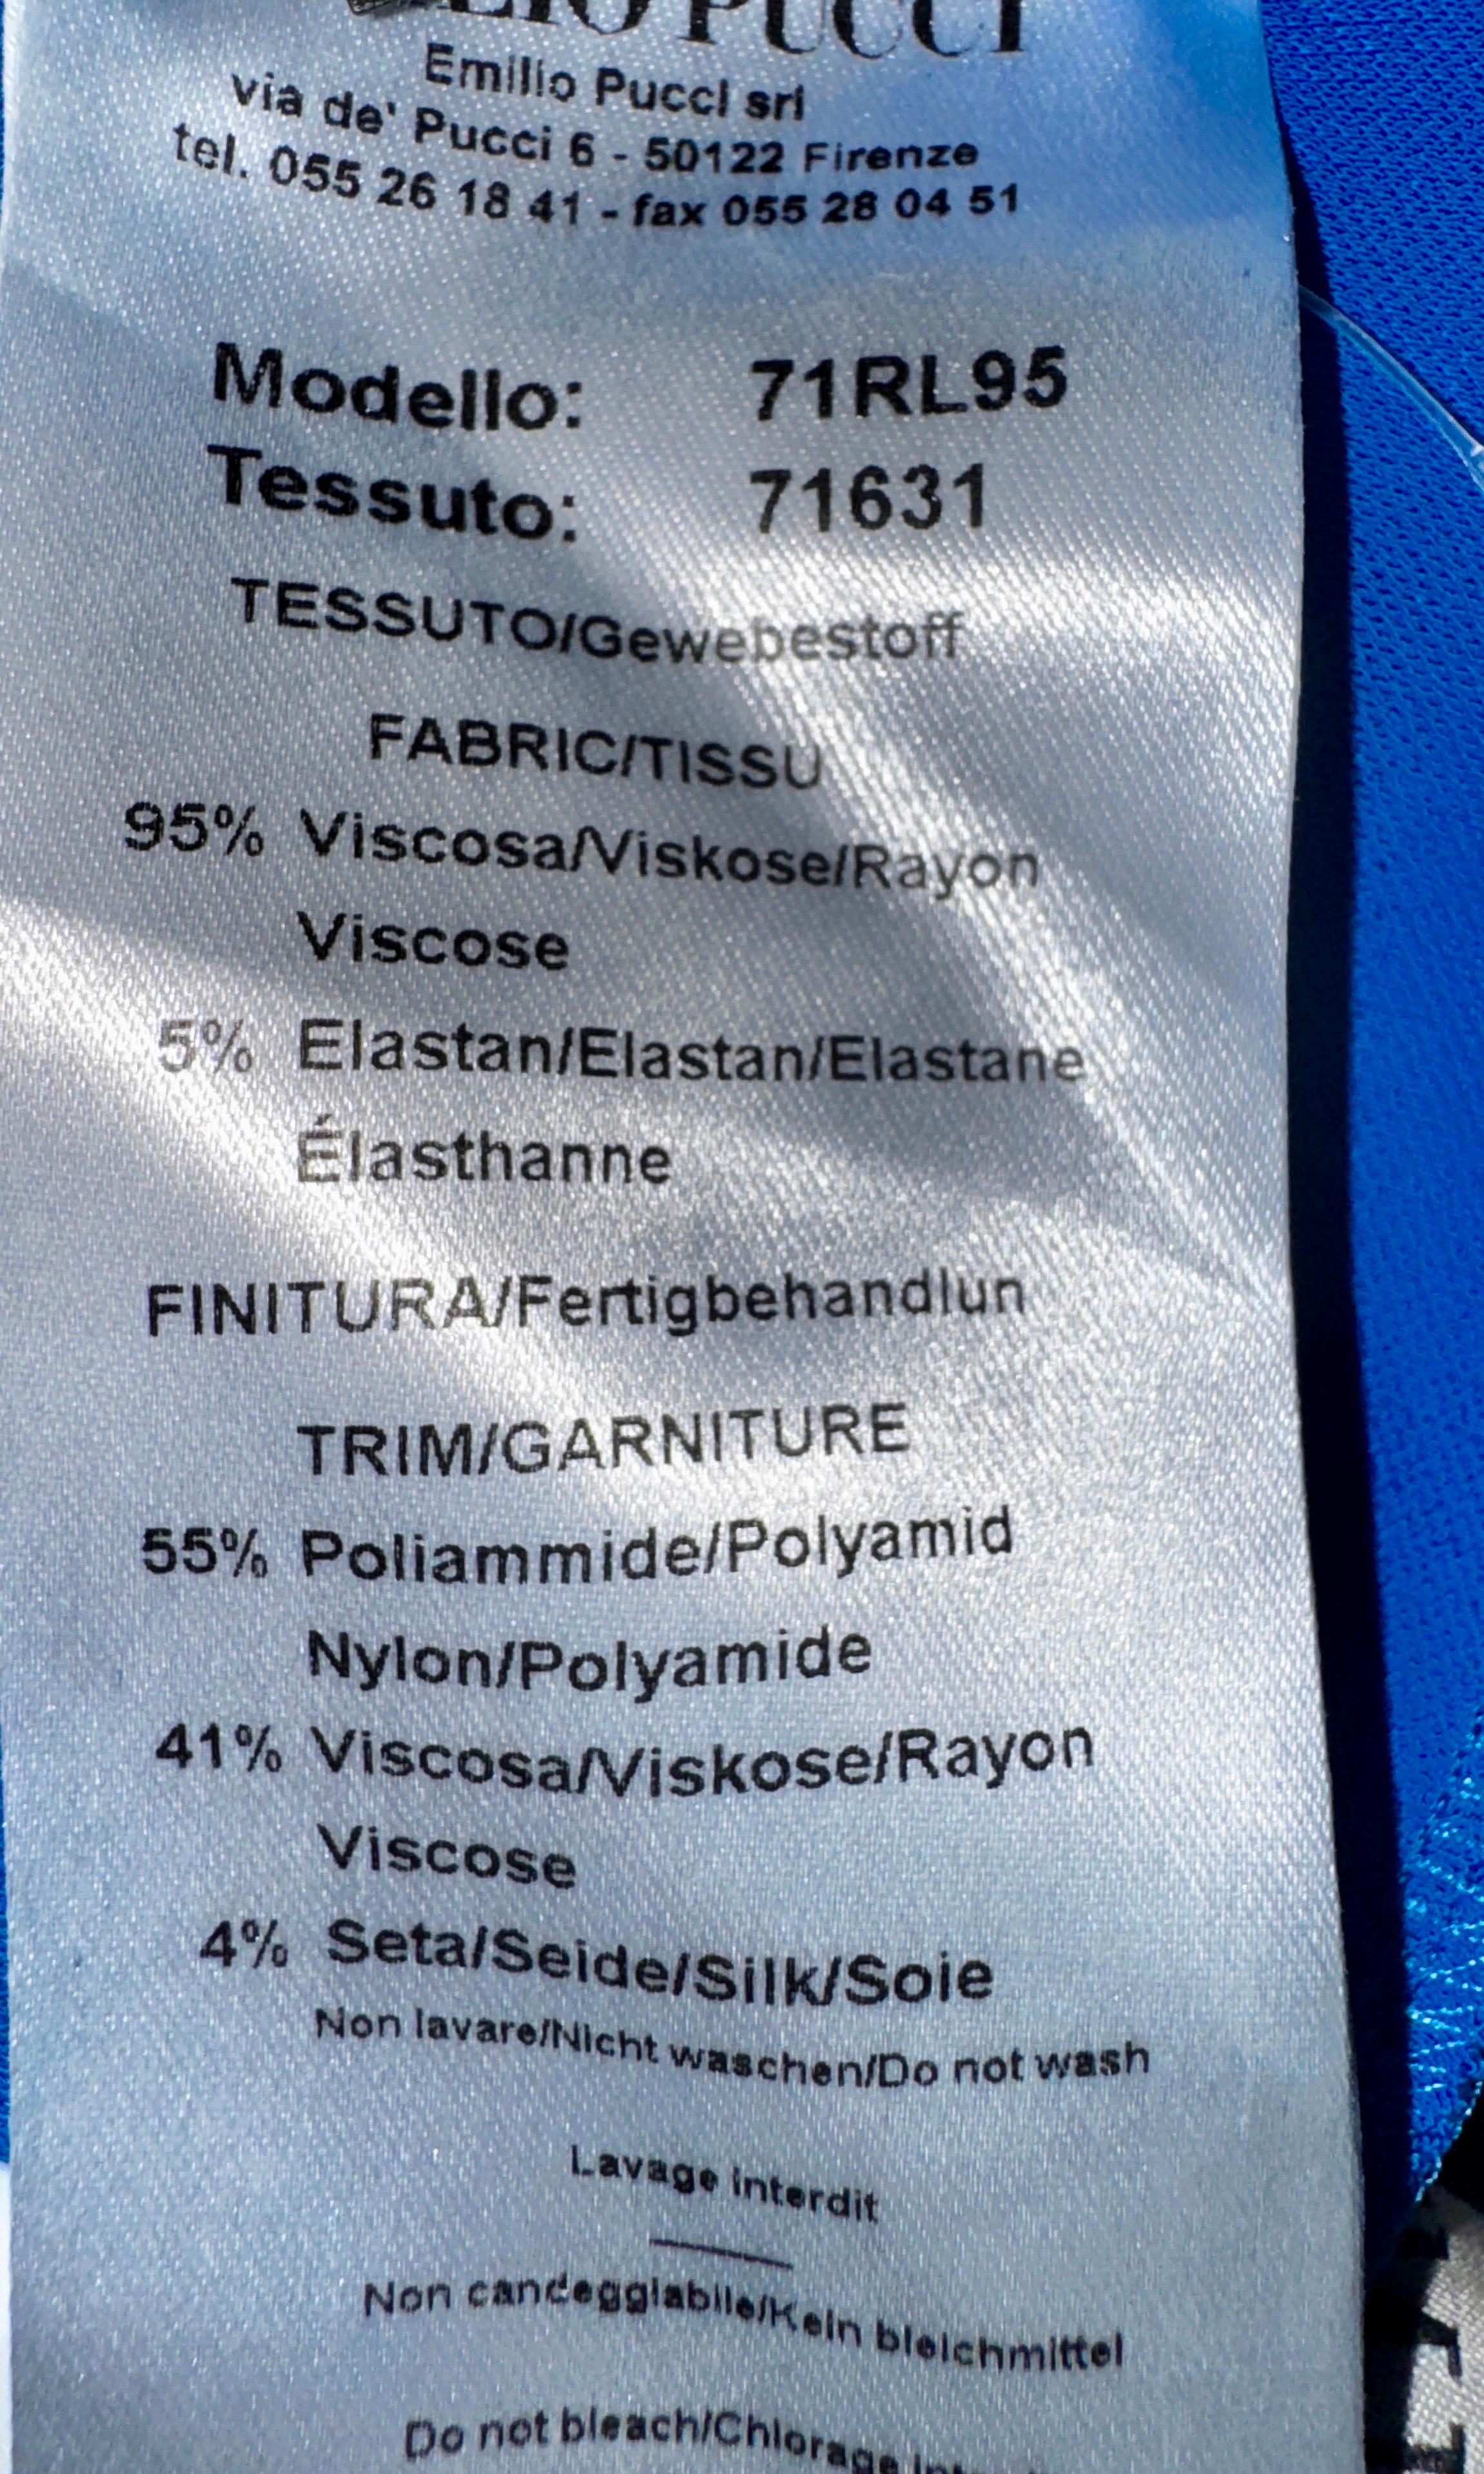 PUCCI
Emilio Pucci srl
via de' Pucci 6 - 50122 Firenze
tel. 055 26 18 41 - fax 055 28 04 51
Modello: 71RL95
Tessuto: 71631
TESSUTO/Gewebestoff
FABRIC/TISSU
95% Viscosa/Viskose/Rayon
Viscose
5% Elastan/Elastan/Elastane
Élasthanne
FINITURA/Fertigbehandlun
TRIM/GARNITURE
55% Poliammide/Polyamid
Nylon/Polyamide
41% Viscosa/Viskose/Rayon
Viscose
4% Seta/Seide/Silk/Soie
Non lavare/Nicht waschen/Do not wash
Lavage interdit
Non candeggiabile/Kein bleichmittel
Do not bleach/Chlorage